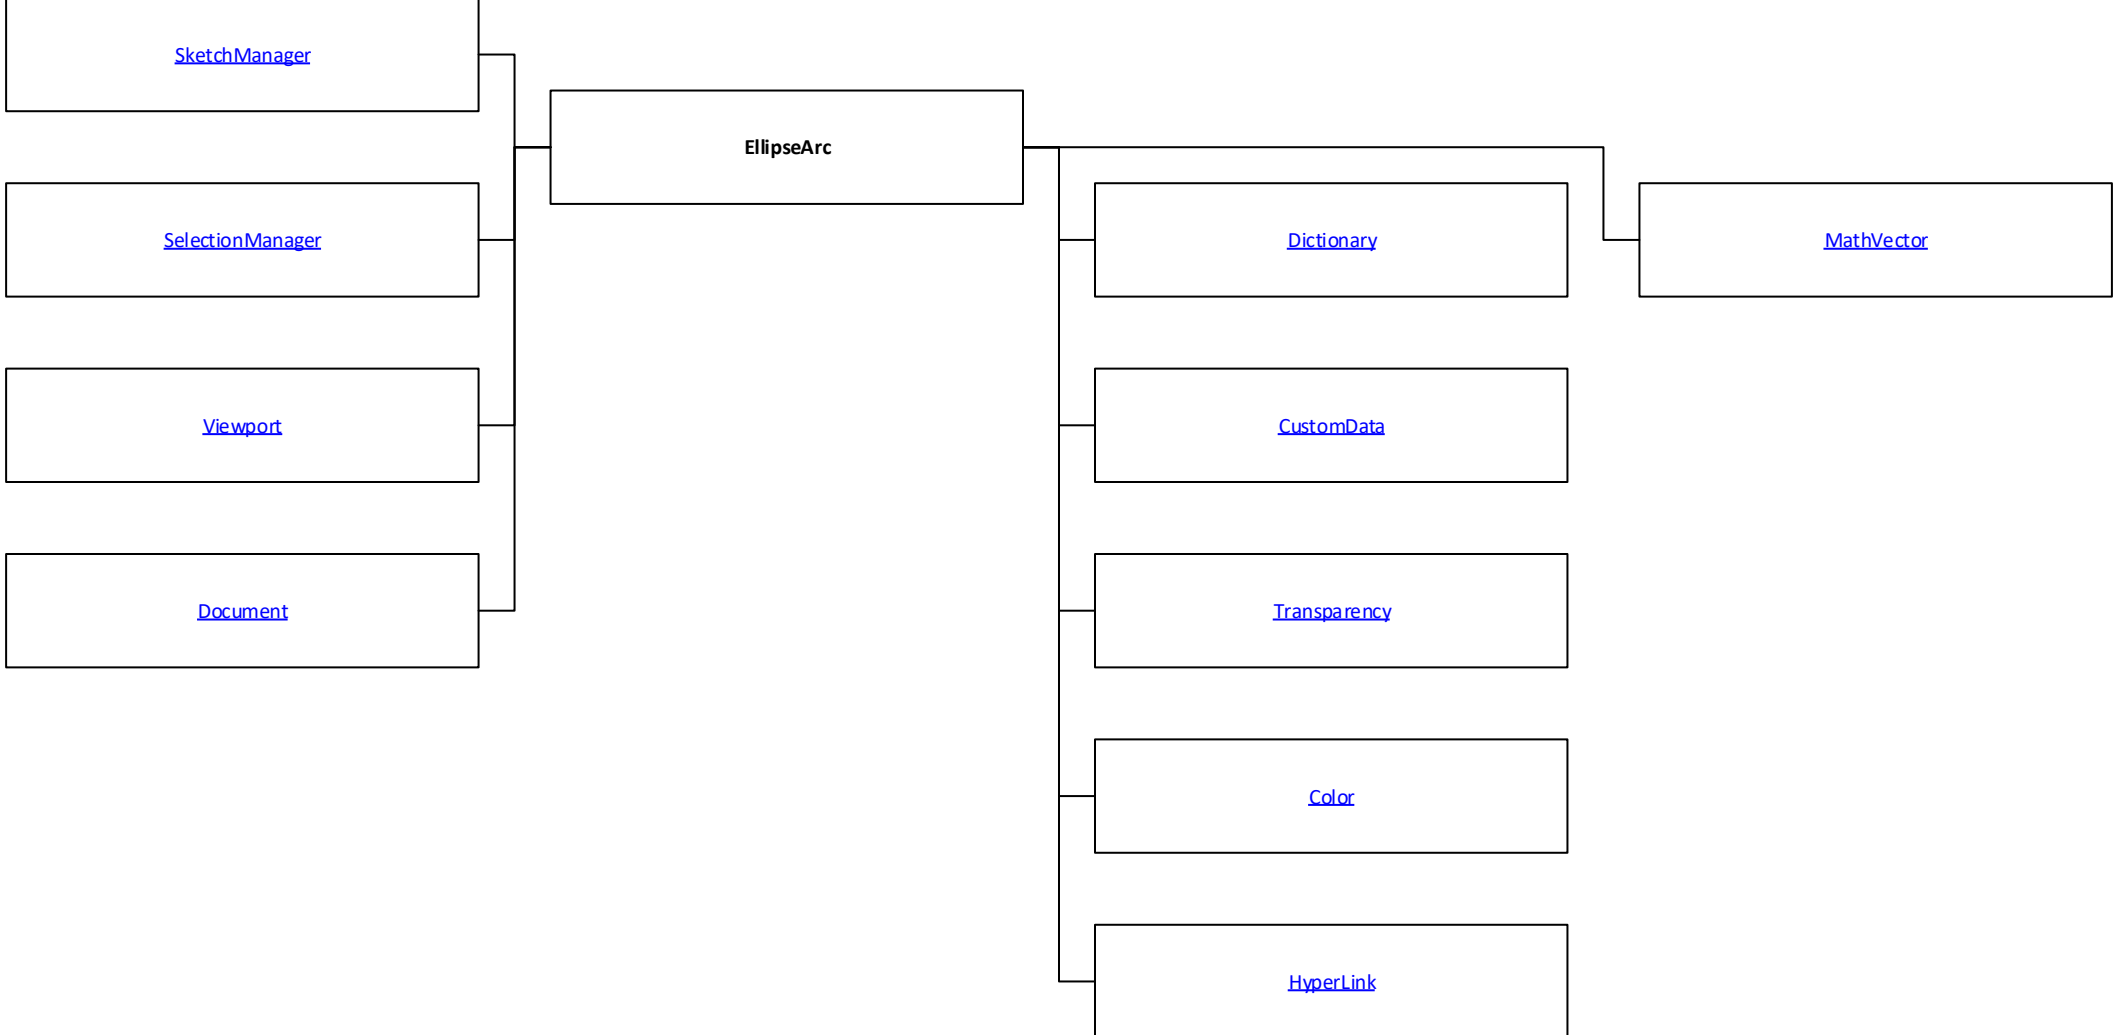 SketchManager
EllipseArc
SelectionManager
Dictionary
MathVector
Viewport
CustomData
Document
Transparency
Color
HyperLink